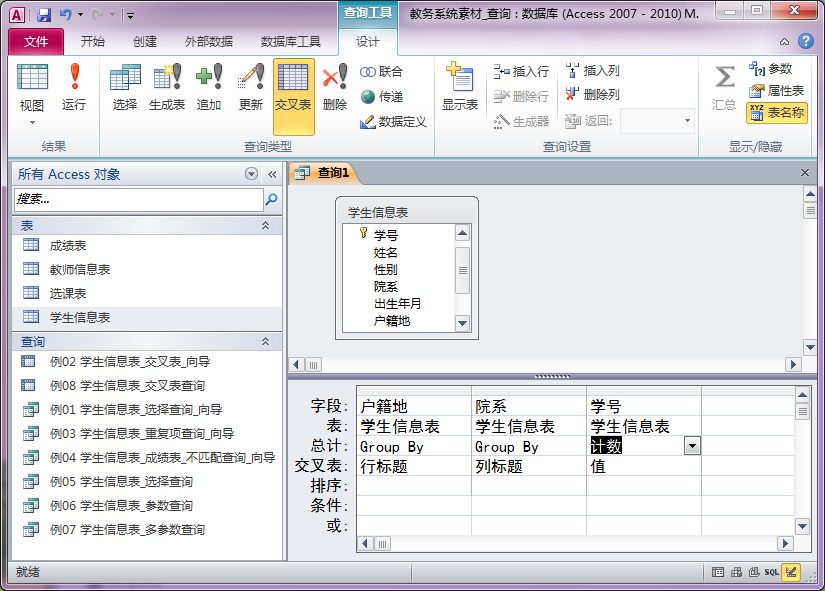 查询工具
教务系统素材_查询 : 数据库 (Access 2007 - 2010) M.
文件 开始 创建 外部数据 数据库工具 设计
视图 运行 选择 生成表 追加 更新 交叉表 删除
联合
传递
数据定义
显示表
插入行
删除行
生成器
插入列
删除列
返回:
汇总
参数
属性表
表名称
结果 查询类型 查询设置 显示/隐藏
所有 Access 对象
搜索...
表
成绩表
教师信息表
选课表
学生信息表
查询
例02 学生信息表_交叉表_向导
例08 学生信息表_交叉表查询
例01 学生信息表_选择查询_向导
例03 学生信息表_重复项查询_向导
例04 学生信息表_成绩表_不匹配查询_向导
例05 学生信息表_选择查询
例06 学生信息表_参数查询
例07 学生信息表_多参数查询
查询1
学生信息表
学号
姓名
性别
院系
出生年月
户籍地
字段: 户籍地 院系 学号
表: 学生信息表 学生信息表 学生信息表
总计: Group By Group By 计数
交叉表: 行标题 列标题 值
排序:
条件:
或:
就绪
SQL